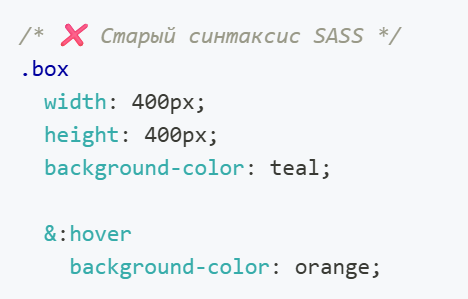 /* ❌ Старый синтаксис SASS */
.box
  width: 400px;
  height: 400px;
  background-color: teal;

  &:hover
    background-color: orange;